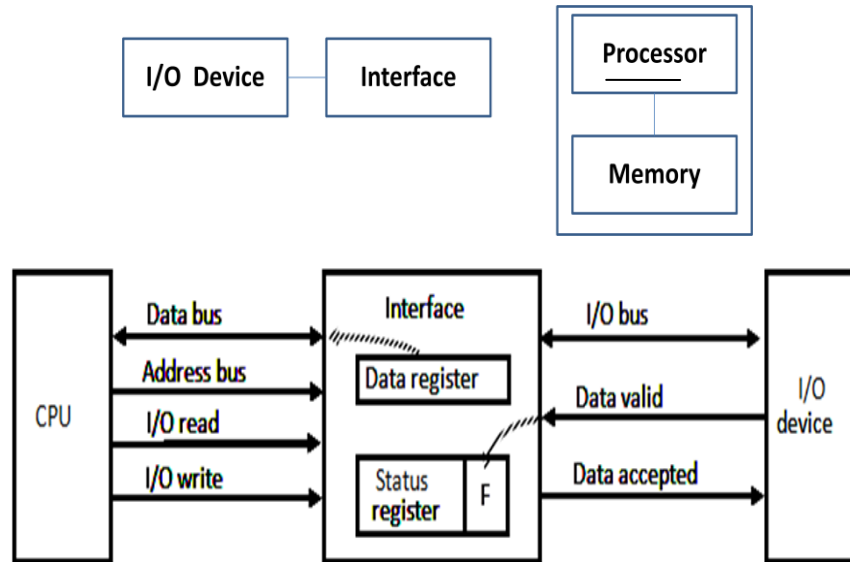 I/O Device
Interface
Processor
Memory
CPU
Data bus
Address bus
I/O read
I/O write
Interface
Data register
Status
register
F
I/O bus
Data valid
Data accepted
I/O
device